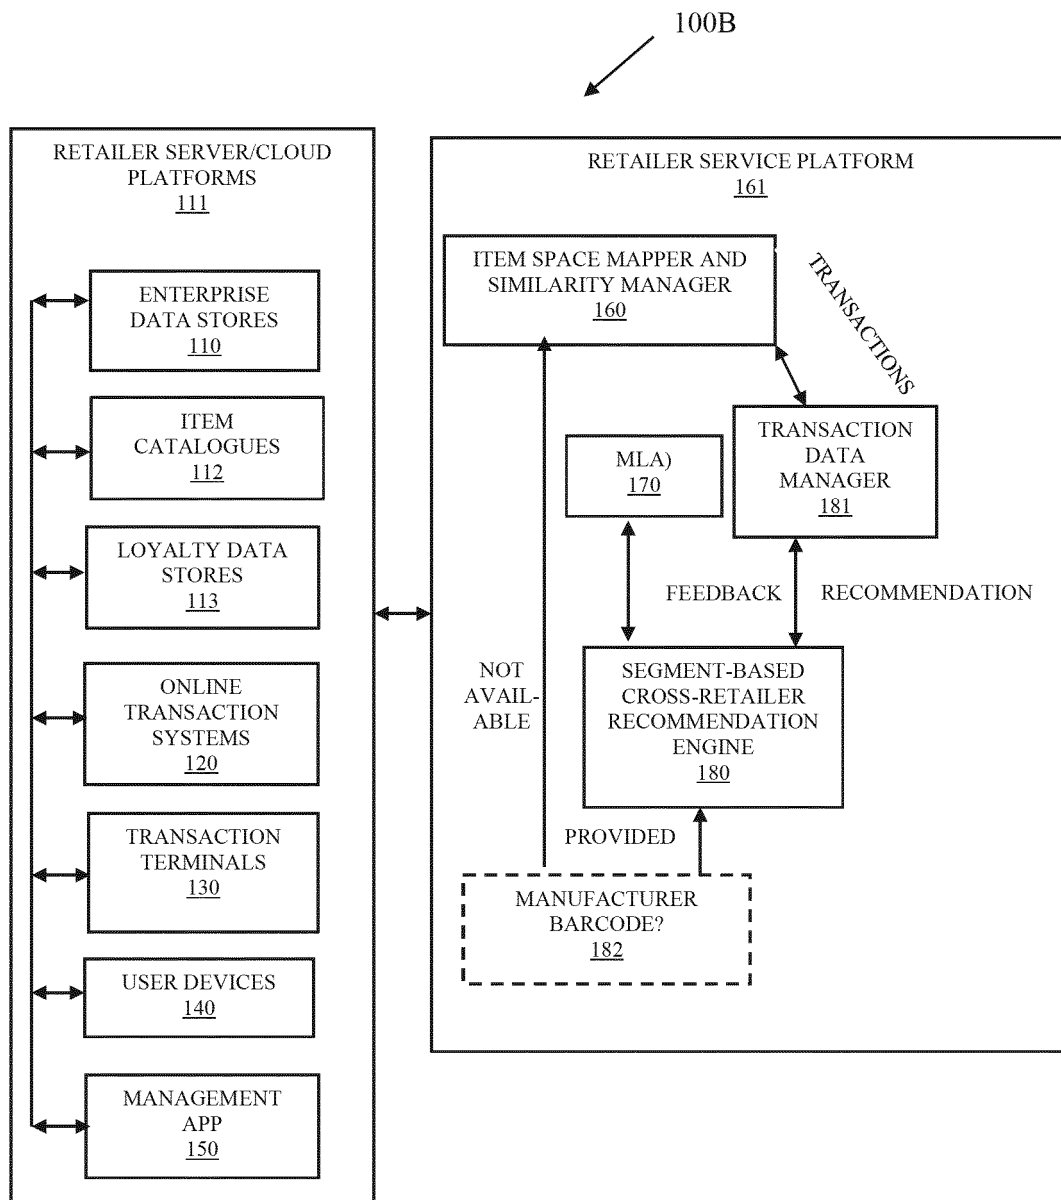 100B
RETAILER SERVER/CLOUD
PLATFORMS
111
ENTERPRISE
DATA STORES
110
ITEM
CATALOGUES
112
LOYALTY DATA
STORES
113
ONLINE
TRANSACTION
SYSTEMS
120
TRANSACTION
TERMINALS
130
USER DEVICES
140
MANAGEMENT
APP
150
RETAILER SERVICE PLATFORM
161
ITEM SPACE MAPPER AND
SIMILARITY MANAGER
160
TRANSACTIONS
TRANSACTION
DATA
MANAGER
181
MLA)
170
FEEDBACK
RECOMMENDATION
NOT
AVAIL-
ABLE
SEGMENT-BASED
CROSS-RETAILER
RECOMMENDATION
ENGINE
180
PROVIDED
MANUFACTURER
BARCODE?
182